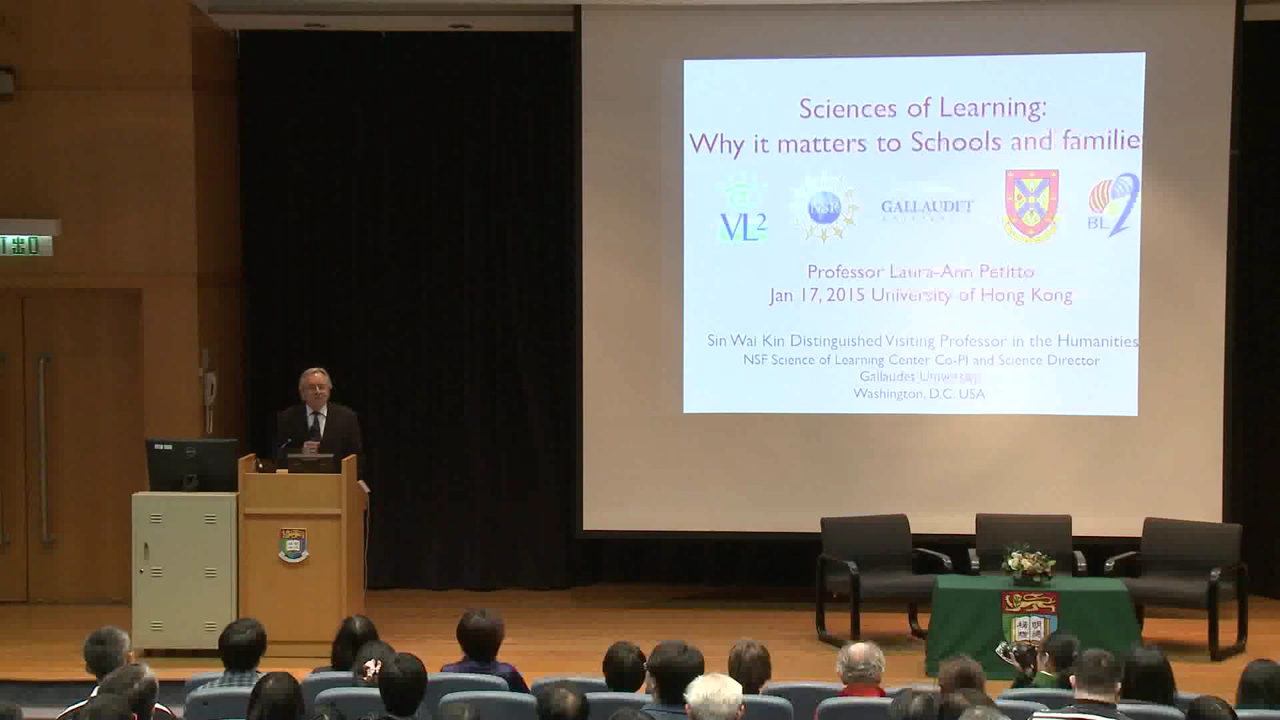 Sciences of Learning:
Why it matters to Schools and familie
VL2
GALLAUDET
BL2
Professor Laura-Ann Petitto
Jan 17, 2015 University of Hong Kong
Sin Wai Kin Distinguished Visiting Professor in the Humanities
NSF Science of Learning Center Co-PI and Science Director
Gallaudet University
Washington, D.C. USA
出口